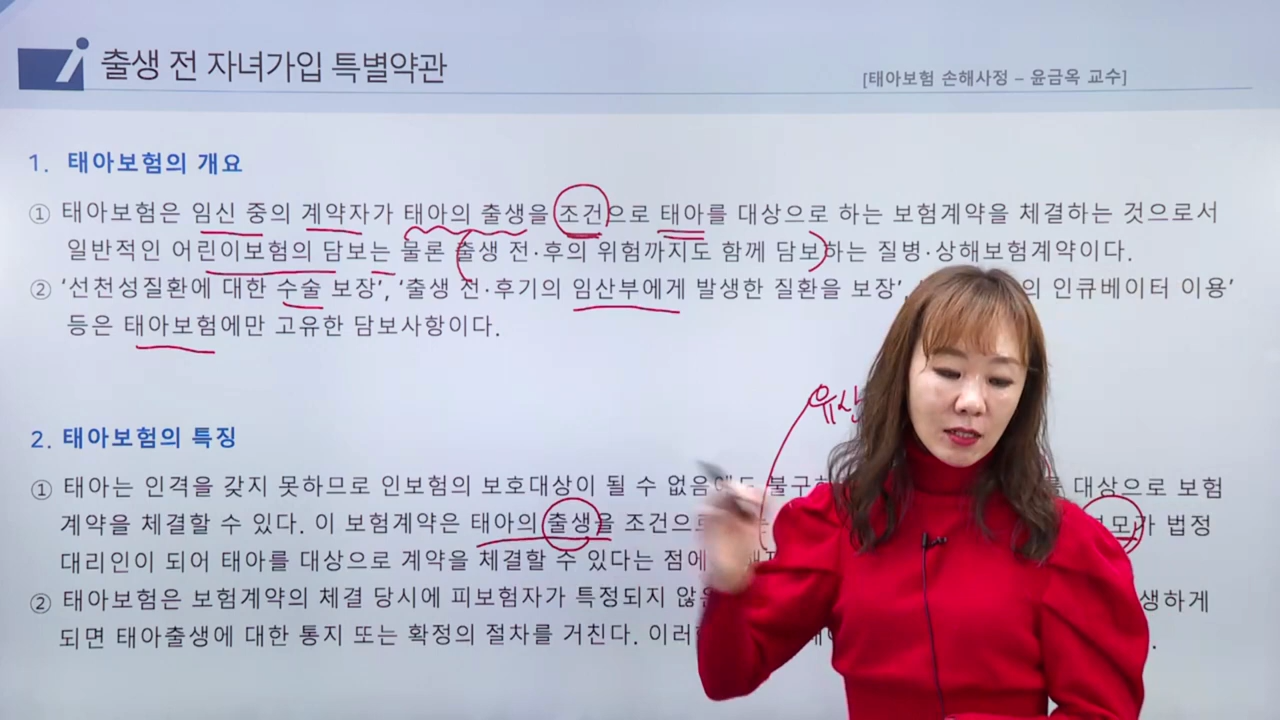 출생 전 자녀가입 특별약관
[태아보험 손해사정 – 윤금옥 교수]
1. 태아보험의 개요
① 태아보험은 임신 중의 계약자가 태아의 출생을 조건으로 태아를 대상으로 하는 보험계약을 체결하는 것으로서
일반적인 어린이보험의 담보는 물론 출생 전·후의 위험까지도 함께 담보하는 질병·상해보험계약이다.
② ‘선천성질환에 대한 수술 보장’, ‘출생 전·후기의 임산부에게 발생한 질환을 보장’, 의 인큐베이터 이용’
등은 태아보험에만 고유한 담보사항이다.
유산
2. 태아보험의 특징
① 태아는 인격을 갖지 못하므로 인보험의 보호대상이 될 수 없음에도 대상으로 보험
계약을 체결할 수 있다. 이 보험계약은 태아의 출생을 조건으로 법정
대리인이 되어 태아를 대상으로 계약을 체결할 수 있다는 점에
② 태아보험은 보험계약의 체결 당시에 피보험자가 특정되지
되면 태아출생에 대한 통지 또는 확정의 절차를 거친다.